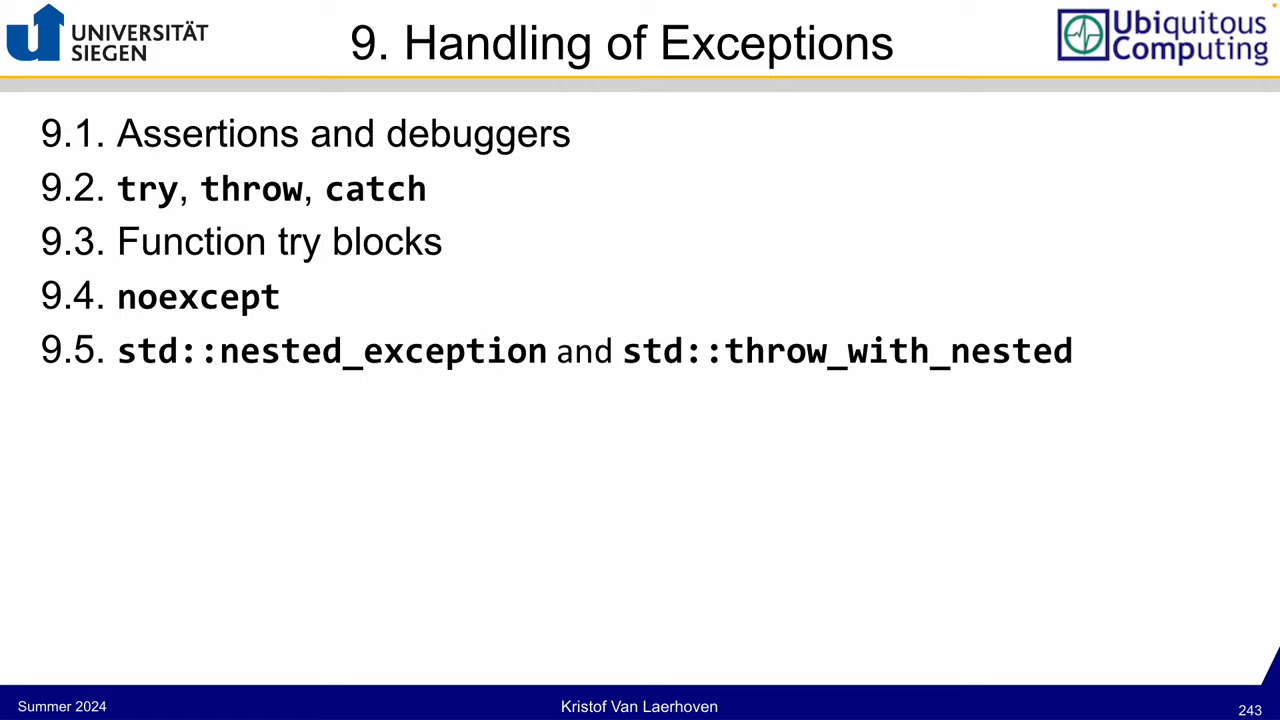 UNIVERSITÄT
SIEGEN
9. Handling of Exceptions
Ubiquitous
Computing
9.1. Assertions and debuggers
9.2. try, throw, catch
9.3. Function try blocks
9.4. noexcept
9.5. std::nested_exception and std::throw_with_nested
Summer 2024
Kristof Van Laerhoven
243